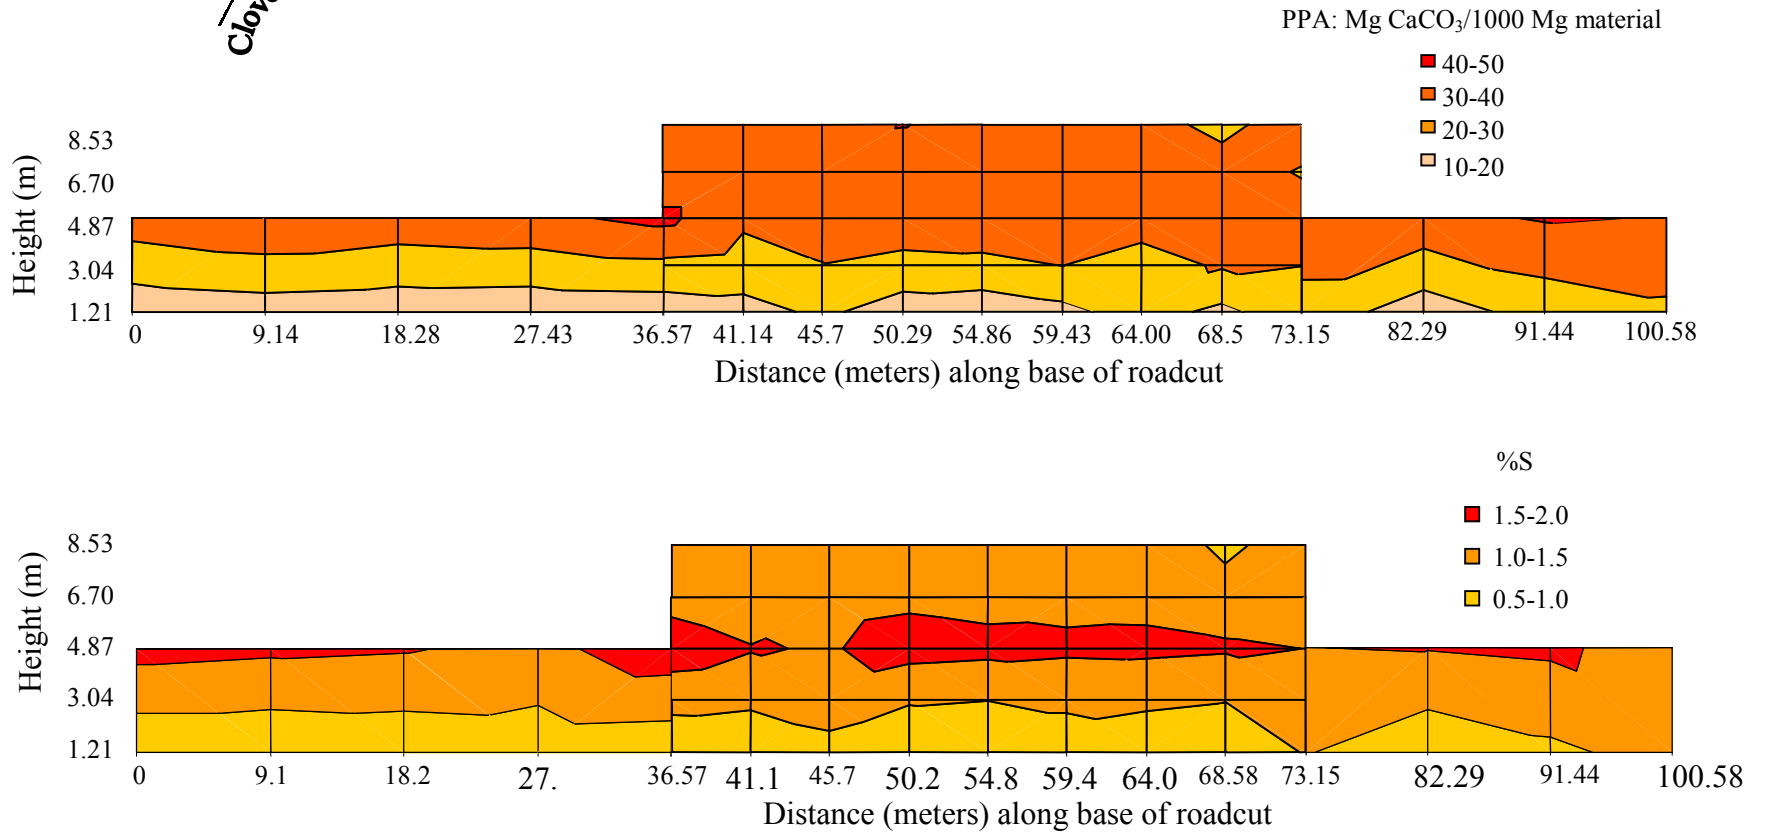 Clove
PPA: Mg CaCO₃/1000 Mg material
40-50
30-40
20-30
10-20
Height (m)
8.53
6.70
4.87
3.04
1.21
0 9.14 18.28 27.43 36.57 41.14 45.7 50.29 54.86 59.43 64.00 68.5 73.15 82.29 91.44 100.58
Distance (meters) along base of roadcut
%S
1.5-2.0
1.0-1.5
0.5-1.0
Height (m)
8.53
6.70
4.87
3.04
1.21
0 9.1 18.2 27. 36.57 41.1 45.7 50.2 54.8 59.4 64.0 68.58 73.15 82.29 91.44 100.58
Distance (meters) along base of roadcut